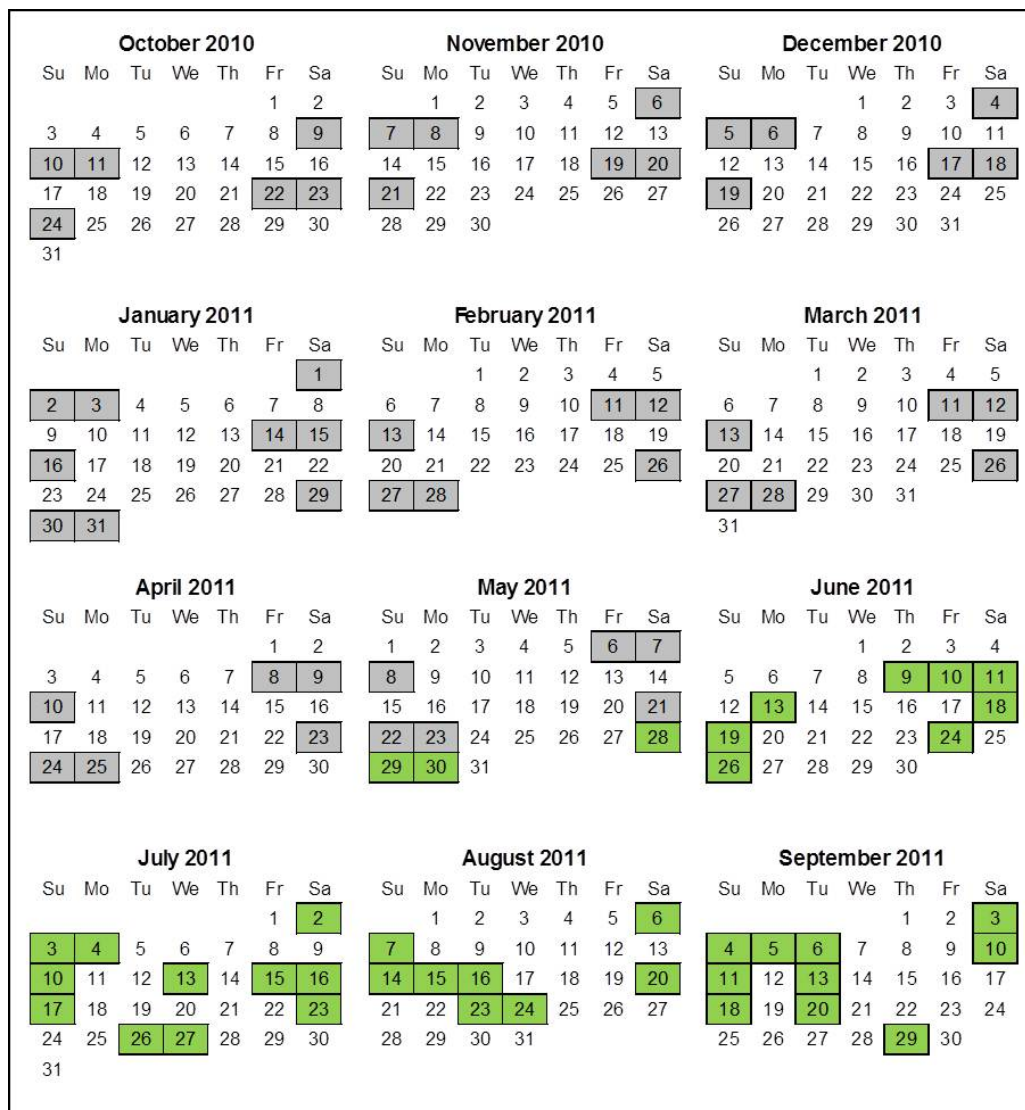 October 2010
Su Mo Tu We Th Fr Sa
1 2
3 4 5 6 7 8 9
10 11 12 13 14 15 16
17 18 19 20 21 22 23
24 25 26 27 28 29 30
31
November 2010
Su Mo Tu We Th Fr Sa
1 2 3 4 5 6
7 8 9 10 11 12 13
14 15 16 17 18 19 20
21 22 23 24 25 26 27
28 29 30
December 2010
Su Mo Tu We Th Fr Sa
1 2 3 4
5 6 7 8 9 10 11
12 13 14 15 16 17 18
19 20 21 22 23 24 25
26 27 28 29 30 31
January 2011
Su Mo Tu We Th Fr Sa
1
2 3 4 5 6 7 8
9 10 11 12 13 14 15
16 17 18 19 20 21 22
23 24 25 26 27 28 29
30 31
February 2011
Su Mo Tu We Th Fr Sa
1 2 3 4 5
6 7 8 9 10 11 12
13 14 15 16 17 18 19
20 21 22 23 24 25 26
27 28
March 2011
Su Mo Tu We Th Fr Sa
1 2 3 4 5
6 7 8 9 10 11 12
13 14 15 16 17 18 19
20 21 22 23 24 25 26
27 28 29 30 31
31
April 2011
Su Mo Tu We Th Fr Sa
1 2
3 4 5 6 7 8 9
10 11 12 13 14 15 16
17 18 19 20 21 22 23
24 25 26 27 28 29 30
May 2011
Su Mo Tu We Th Fr Sa
1 2 3 4 5 6 7
8 9 10 11 12 13 14
15 16 17 18 19 20 21
22 23 24 25 26 27 28
29 30 31
June 2011
Su Mo Tu We Th Fr Sa
1 2 3 4
5 6 7 8 9 10 11
12 13 14 15 16 17 18
19 20 21 22 23 24 25
26 27 28 29 30
July 2011
Su Mo Tu We Th Fr Sa
1 2
3 4 5 6 7 8 9
10 11 12 13 14 15 16
17 18 19 20 21 22 23
24 25 26 27 28 29 30
31
August 2011
Su Mo Tu We Th Fr Sa
1 2 3 4 5 6
7 8 9 10 11 12 13
14 15 16 17 18 19 20
21 22 23 24 25 26 27
28 29 30 31
September 2011
Su Mo Tu We Th Fr Sa
1 2 3
4 5 6 7 8 9 10
11 12 13 14 15 16 17
18 19 20 21 22 23 24
25 26 27 28 29 30